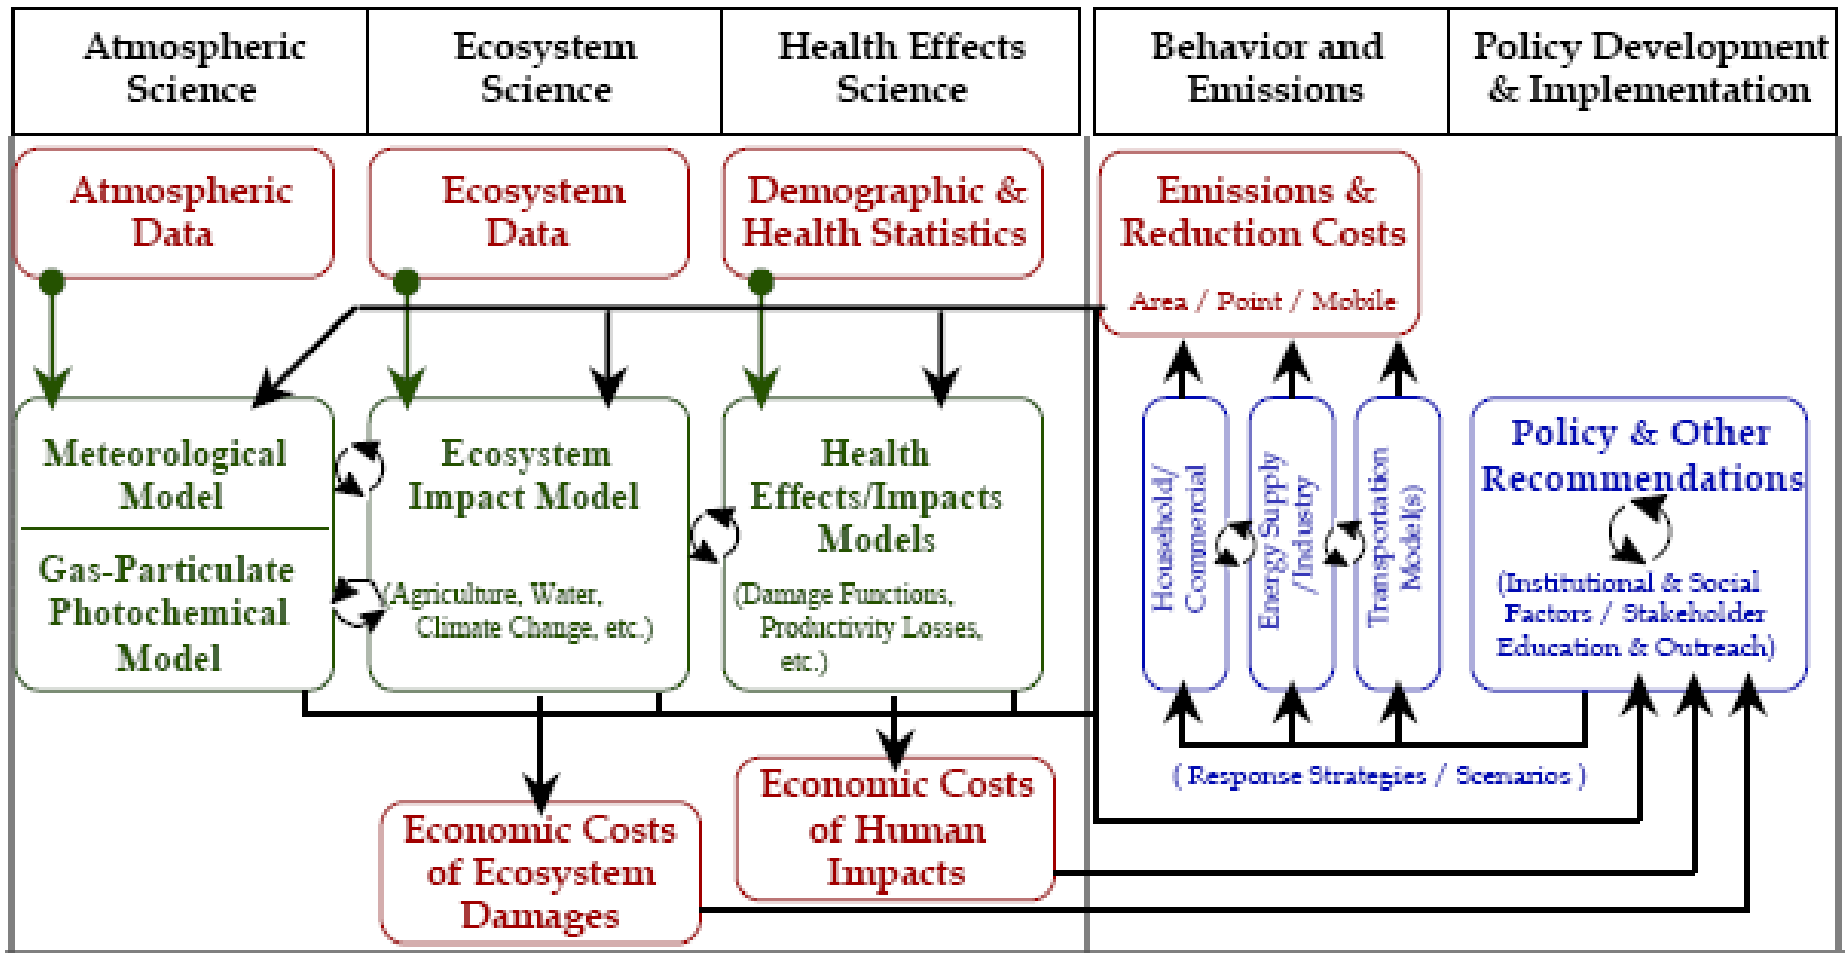 Atmospheric
Science
Ecosystem
Science
Health Effects
Science
Behavior and
Emissions
Policy Development
& Implementation
Atmospheric
Data
Ecosystem
Data
Demographic &
Health Statistics
Emissions &
Reduction Costs
Area / Point / Mobile
Meteorological
Model
Gas-Particulate
Photochemical
Model
Ecosystem
Impact Model
(Agriculture, Water,
Climate Change, etc.)
Health
Effects/Impacts
Models
(Damage Functions,
Productivity Losses,
etc.)
Household/
Commercial
Energy Supply
/Industry
Transportation
Model(s)
Policy & Other
Recommendations
(Institutional & Social
Factors / Stakeholder
Education & Outreach)
( Response Strategies / Scenarios )
Economic Costs
of Human
Impacts
Economic Costs
of Ecosystem
Damages